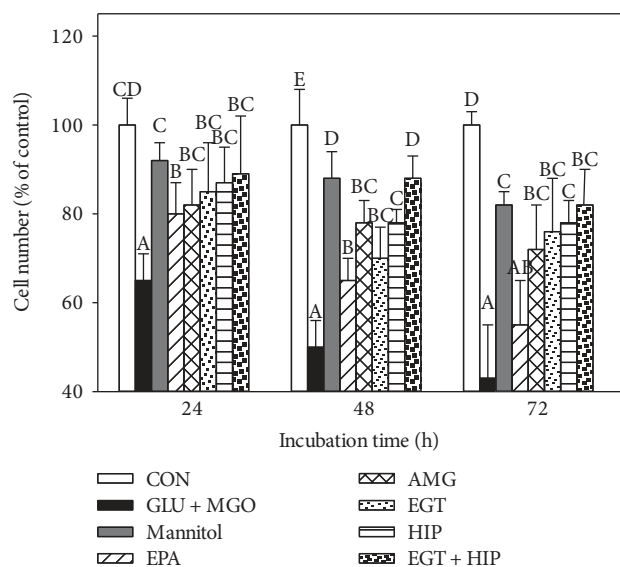 120
100
80
60
40
Cell number (% of control)
CD
A
C
B
BC
BC
BC
BC
E
A
D
B
BC
BC
C
D
D
A
C
AB
BC
BC
C
BC
24
48
72
Incubation time (h)
CON
GLU + MGO
Mannitol
EPA
AMG
EGT
HIP
EGT + HIP